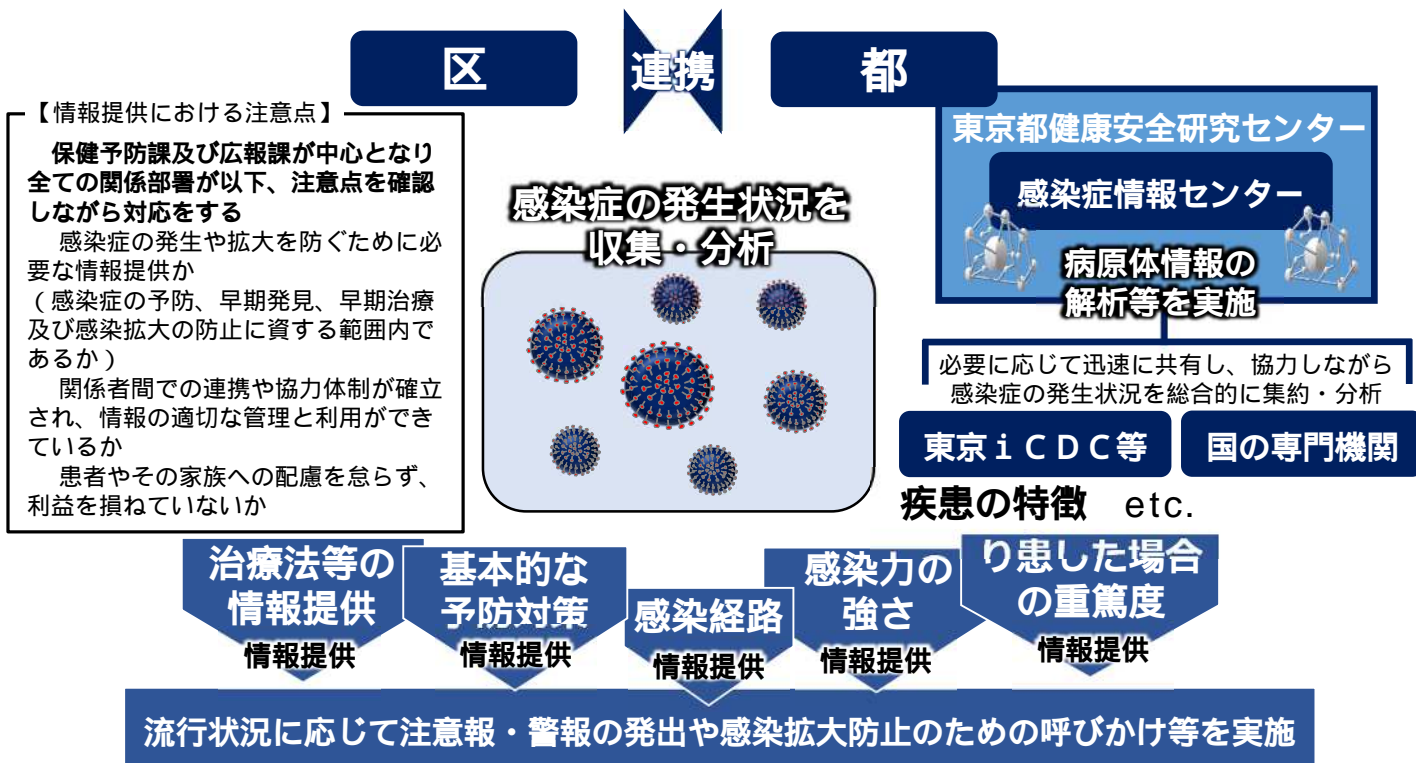 区
連携
都
【情報提供における注意点】
保健予防課及び広報課が中心となり
全ての関係部署が以下、注意点を確認
しながら対応をする
感染症の発生や拡大を防ぐために必
要な情報提供か
(感染症の予防、早期発見、早期治療
及び感染拡大の防止に資する範囲内で
あるか)
関係者間での連携や協力体制が確立
され、情報の適切な管理と利用ができ
ているか
患者やその家族への配慮を怠らず、
利益を損ねていないか
感染症の発生状況を
収集・分析
東京都健康安全研究センター
感染症情報センター
病原体情報の
解析等を実施
必要に応じて迅速に共有し、協力しながら
感染症の発生状況を総合的に集約・分析
東京iCDC等
国の専門機関
疾患の特徴 etc.
治療法等の
情報提供
情報提供
基本的な
予防対策
情報提供
感染経路
情報提供
感染力の
強さ
情報提供
り患した場合
の重篤度
情報提供
流行状況に応じて注意報・警報の発出や感染拡大防止のための呼びかけ等を実施